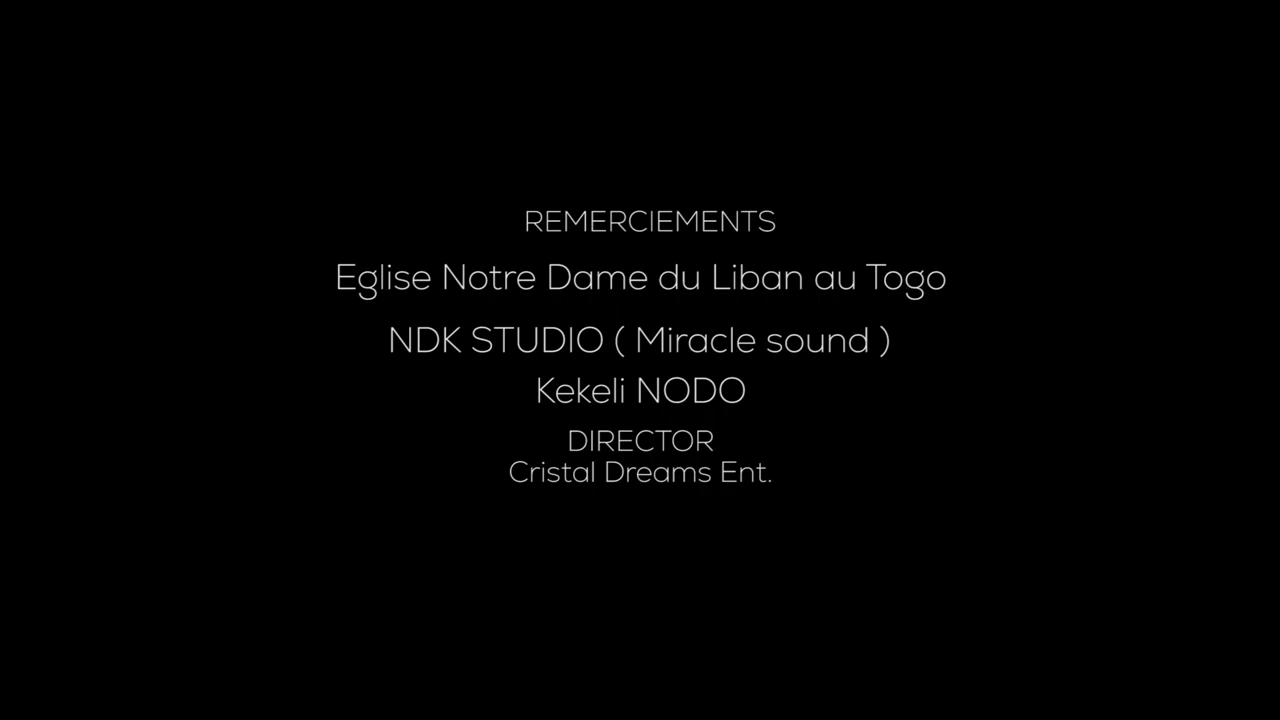 REMERCIEMENTS
Eglise Notre Dame du Liban au Togo
NDK STUDIO ( Miracle sound )
Kekeli NODO
DIRECTOR
Cristal Dreams Ent.